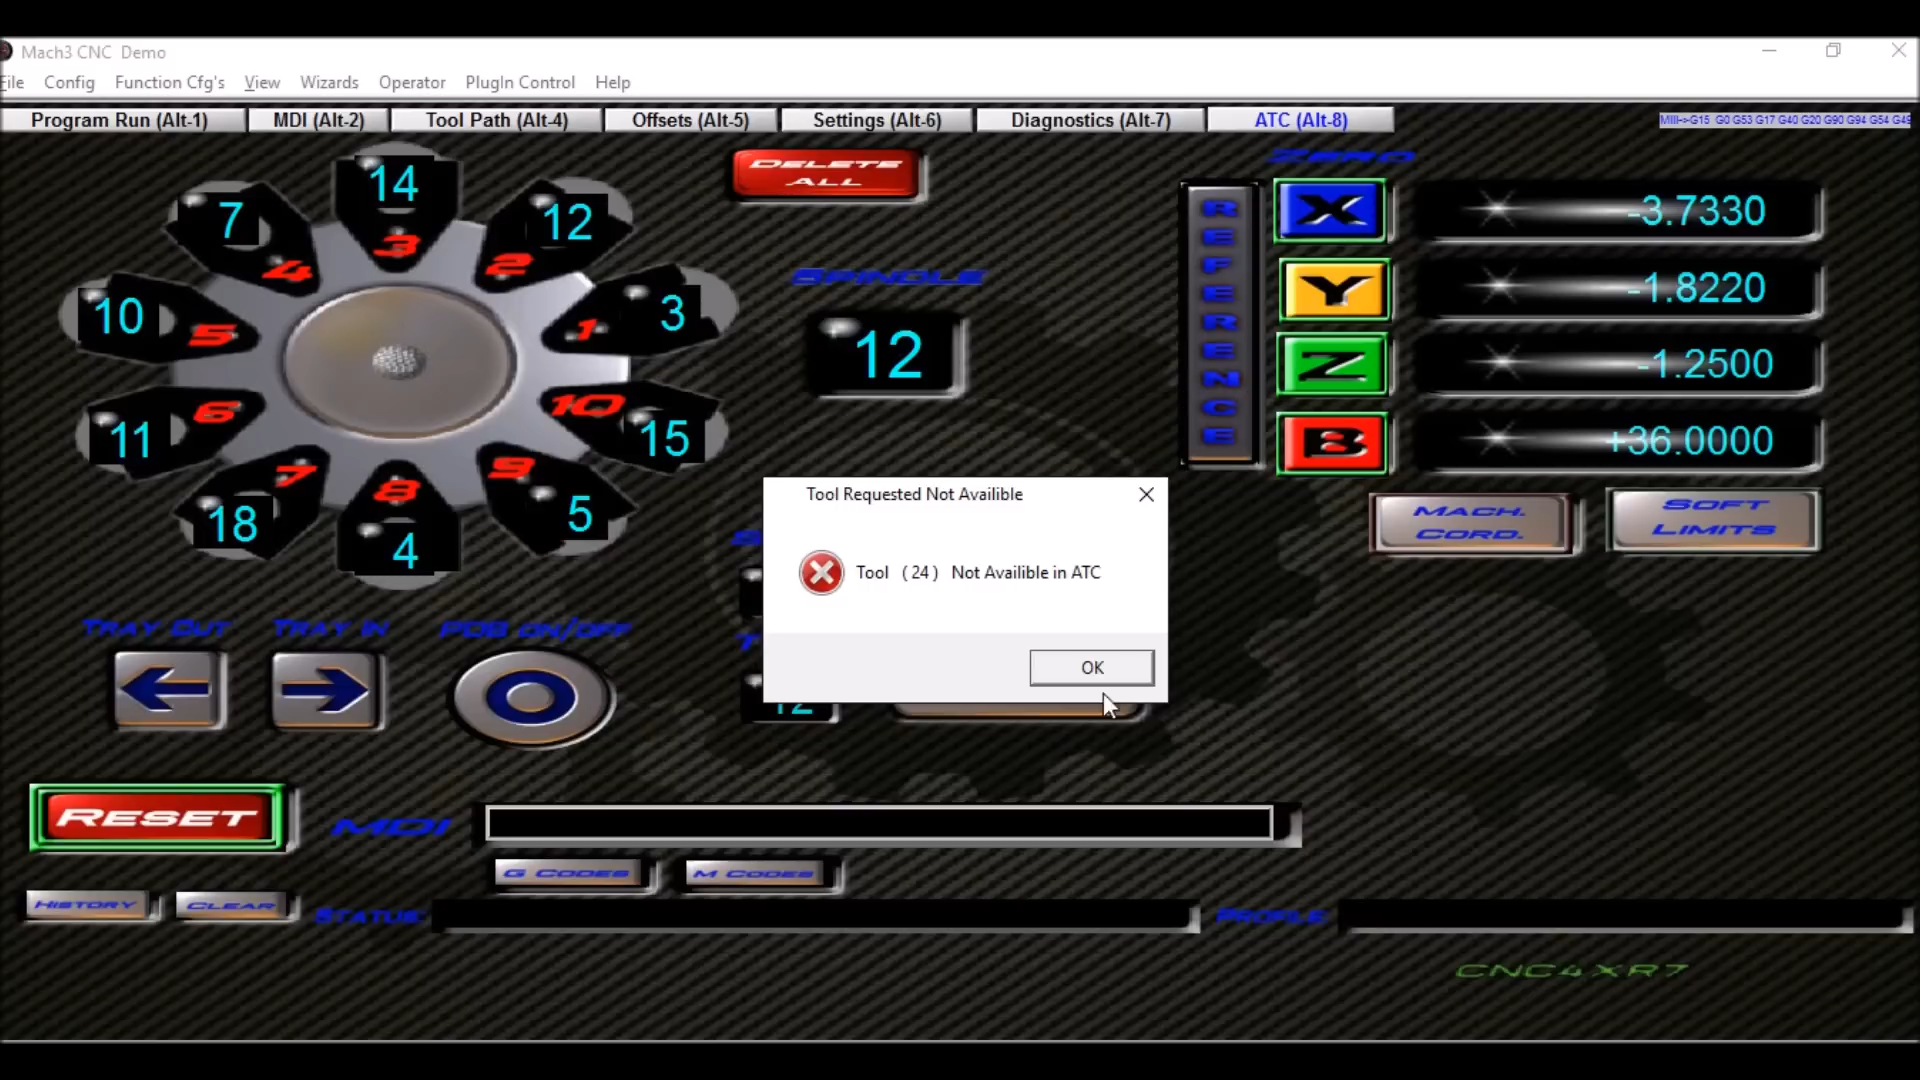 Mach3 CNC Demo
File Config Function Cfg's View Wizards Operator PlugIn Control Help
Program Run (Alt-1) MDI (Alt-2) Tool Path (Alt-4) Offsets (Alt-5) Settings (Alt-6) Diagnostics (Alt-7) ATC (Alt-8)
Mill->G15 G0 G53 G17 G40 G20 G90 G94 G54 G49
14
3
7
4
12
2
10
5
3
1
11
6
15
10
18
7
4
8
5
9
DELETE
ALL
SPINDLE
12
REFERENCE
ZERO
X -3.7330
Y -1.8220
Z -1.2500
B +36.0000
MACH.
CORD.
SOFT
LIMITS
Tool Requested Not Availible
Tool ( 24 ) Not Availible in ATC
OK
12
TRAY OUT TRAY IN PDB ON/OFF
RESET
MDI
G CODES M CODES
HISTORY CLEAR STATUS: PROFILE:
CNC4XR7